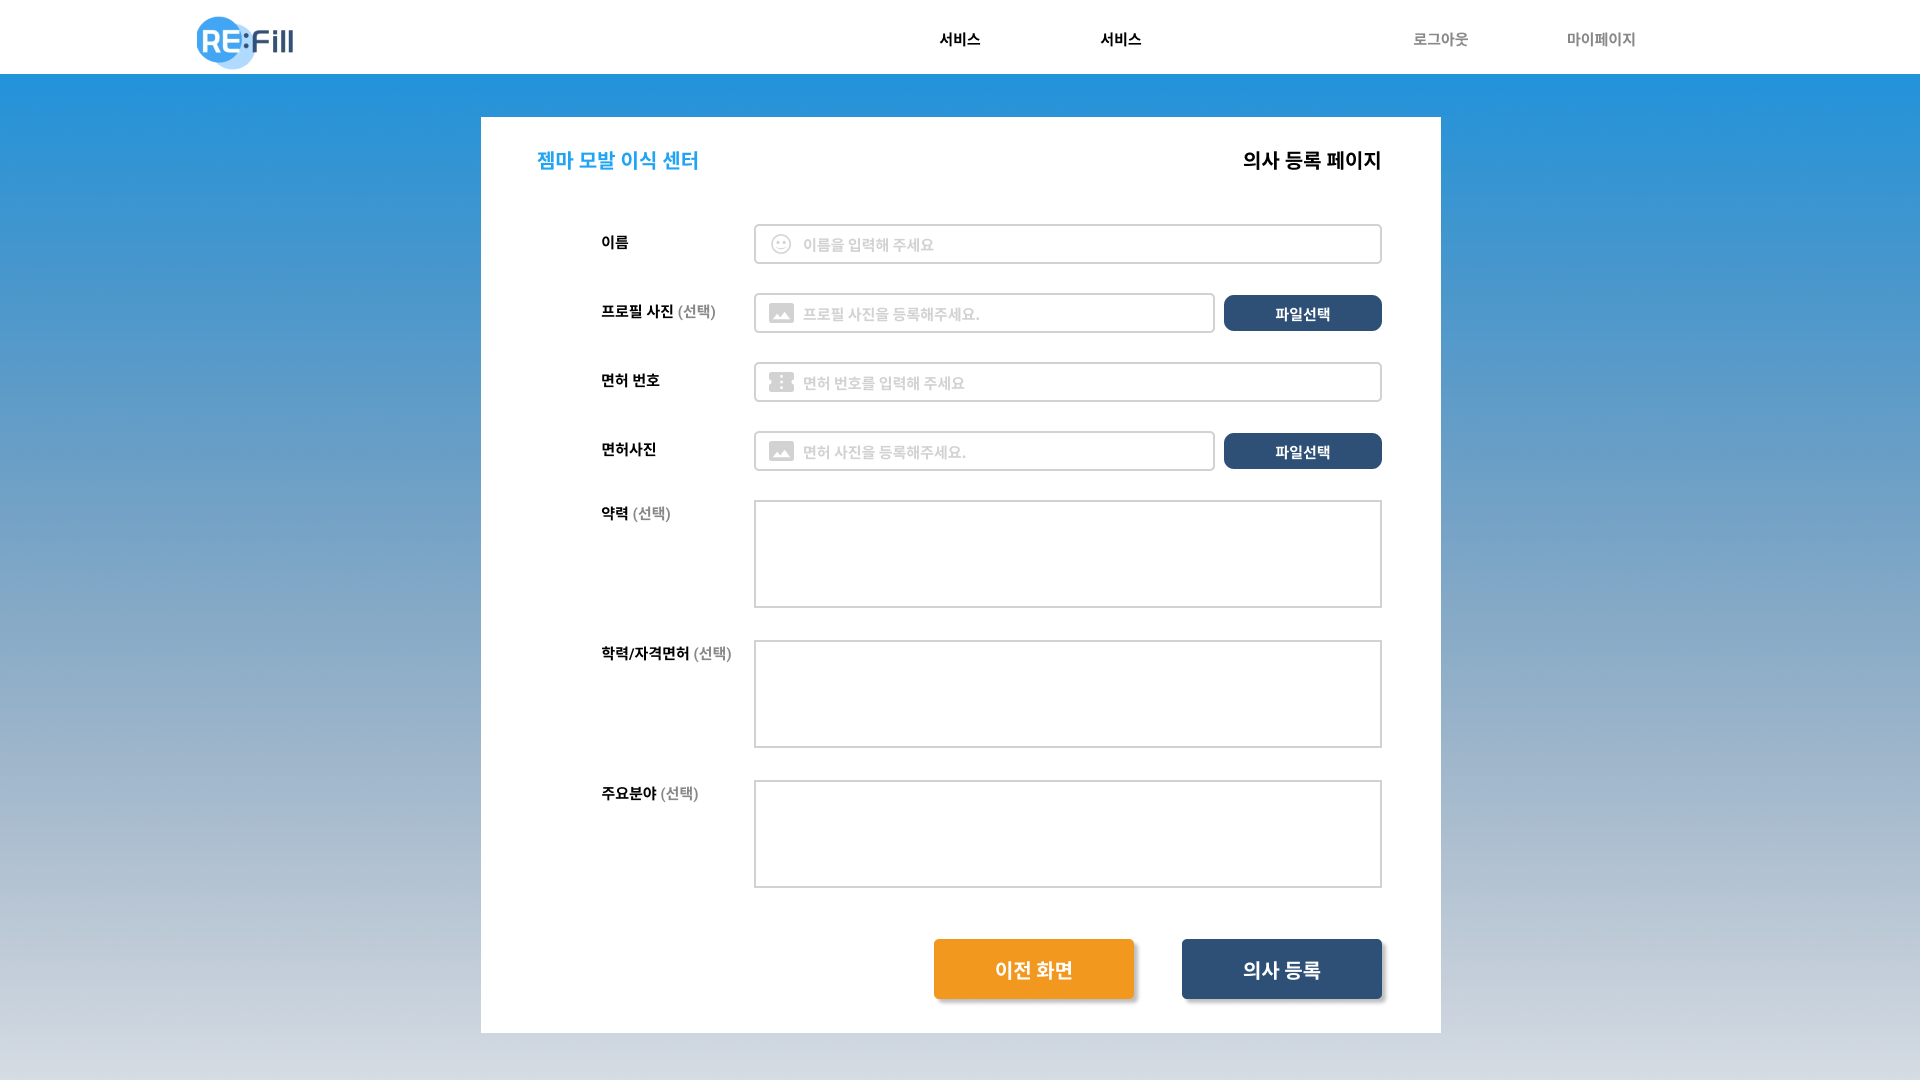 RE:Fill
서비스
서비스
로그아웃
마이페이지
젬마 모발 이식 센터
의사 등록 페이지
이름
이름을 입력해 주세요
프로필 사진 (선택)
프로필 사진을 등록해주세요.
파일선택
면허 번호
면허 번호를 입력해 주세요
면허사진
면허 사진을 등록해주세요.
파일선택
약력 (선택)
학력/자격면허 (선택)
주요분야 (선택)
이전 화면
의사 등록